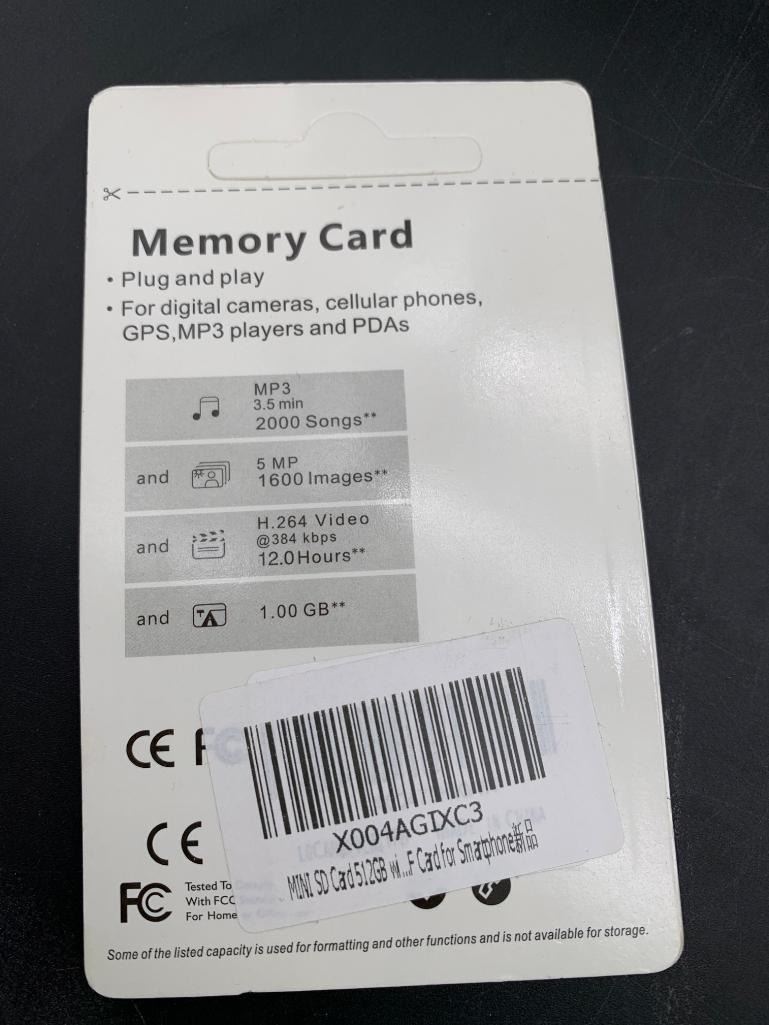 Memory Card
• Plug and play
• For digital cameras, cellular phones,
GPS,MP3 players and PDAs
MP3
3.5 min
2000 Songs**
and
5 MP
1600 Images**
and
H.264 Video
@384 kbps
12.0Hours**
and
1.00 GB**
CE F
X004AGIXC3
MINI SD Card 512GB wi...F Card for Smartphone新品
CE
FC
Tested To
With FCC
For Home
Some of the listed capacity is used for formatting and other functions and is not available for storage.